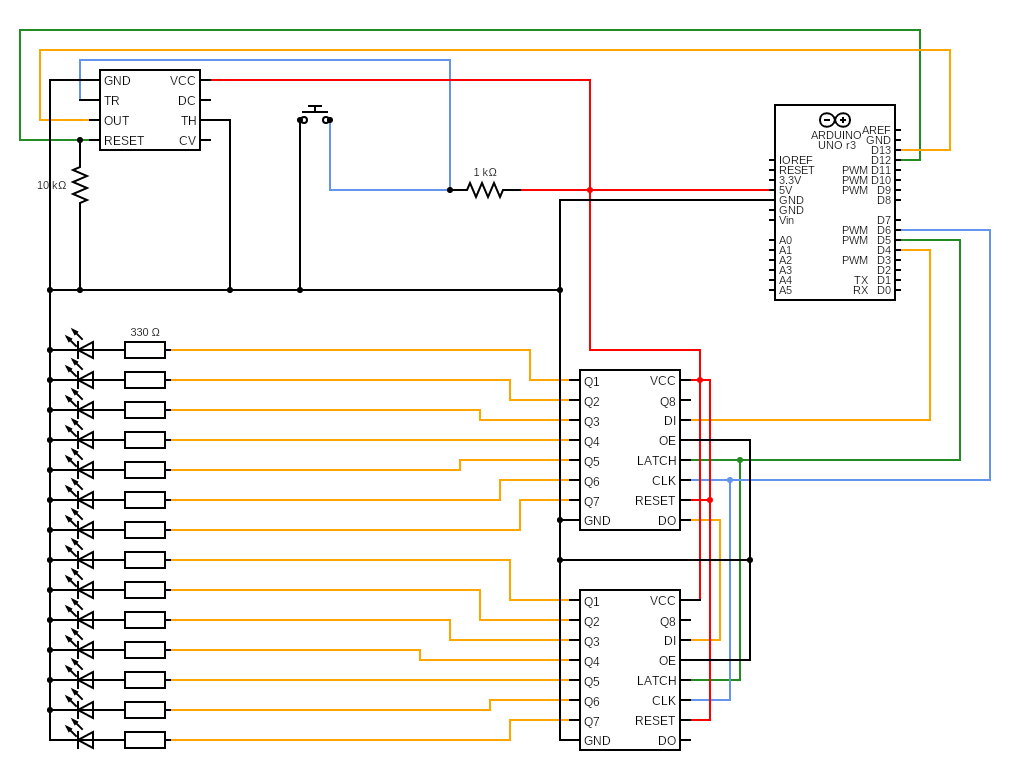 GND VCC
TR DC
OUT TH
RESET CV
10 kΩ
1 kΩ
ARDUINO
UNO r3
AREF
GND
D13
IOREF D12
RESET PWM D11
3.3V PWM D10
5V PWM D9
GND D8
GND
Vin D7
PWM D6
A0 PWM D5
A1 D4
A2 PWM D3
A3 D2
A4 TX D1
A5 RX D0
330 Ω
Q1 VCC
Q2 Q8
Q3 DI
Q4 OE
Q5 LATCH
Q6 CLK
Q7 RESET
GND DO
Q1 VCC
Q2 Q8
Q3 DI
Q4 OE
Q5 LATCH
Q6 CLK
Q7 RESET
GND DO